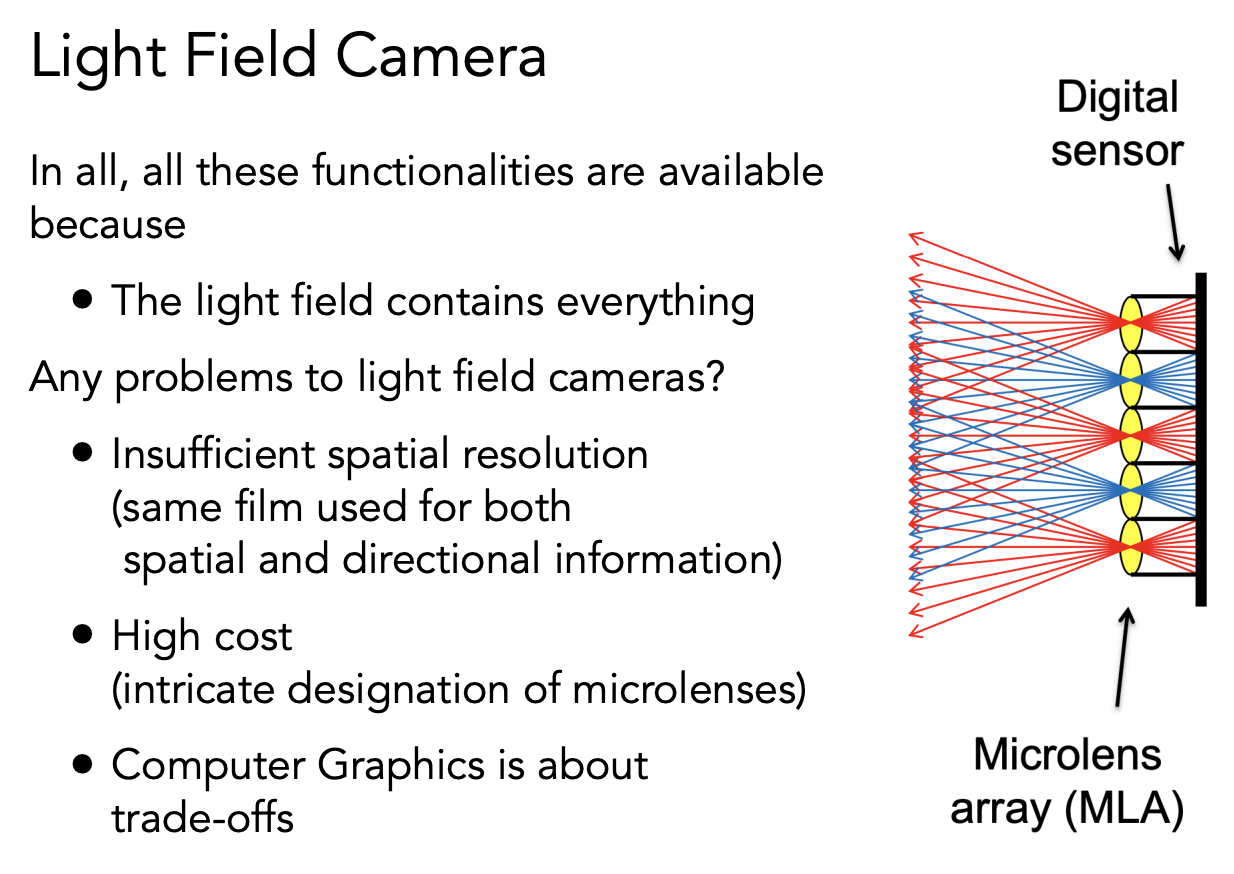 Light Field Camera
In all, all these functionalities are available
because
• The light field contains everything
Any problems to light field cameras?
• Insufficient spatial resolution
(same film used for both
spatial and directional information)
• High cost
(intricate designation of microlenses)
• Computer Graphics is about
trade-offs
Digital
sensor
Microlens
array (MLA)